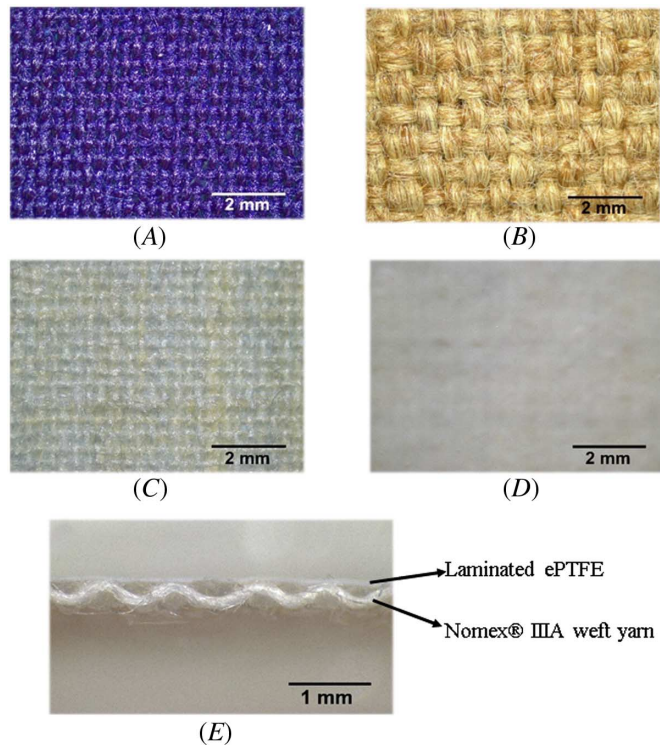 2 mm
2 mm
(A)
(B)
2 mm
2 mm
(C)
(D)
Laminated ePTFE
Nomex® IIIA weft yarn
1 mm
(E)